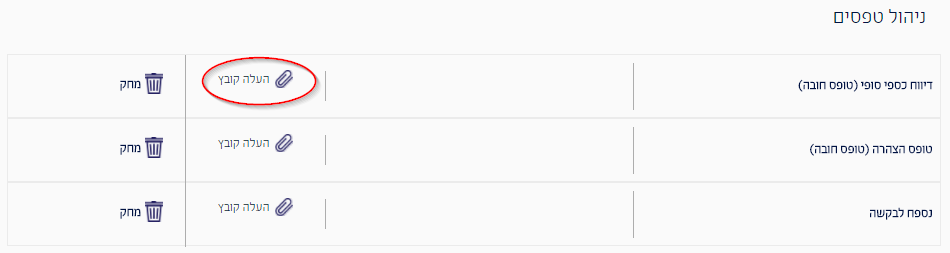 ניהול טפסים
דיווח כספי סופי (טופס חובה) העלה קובץ מחק
טופס הצהרה (טופס חובה) העלה קובץ מחק
נספח לבקשה העלה קובץ מחק